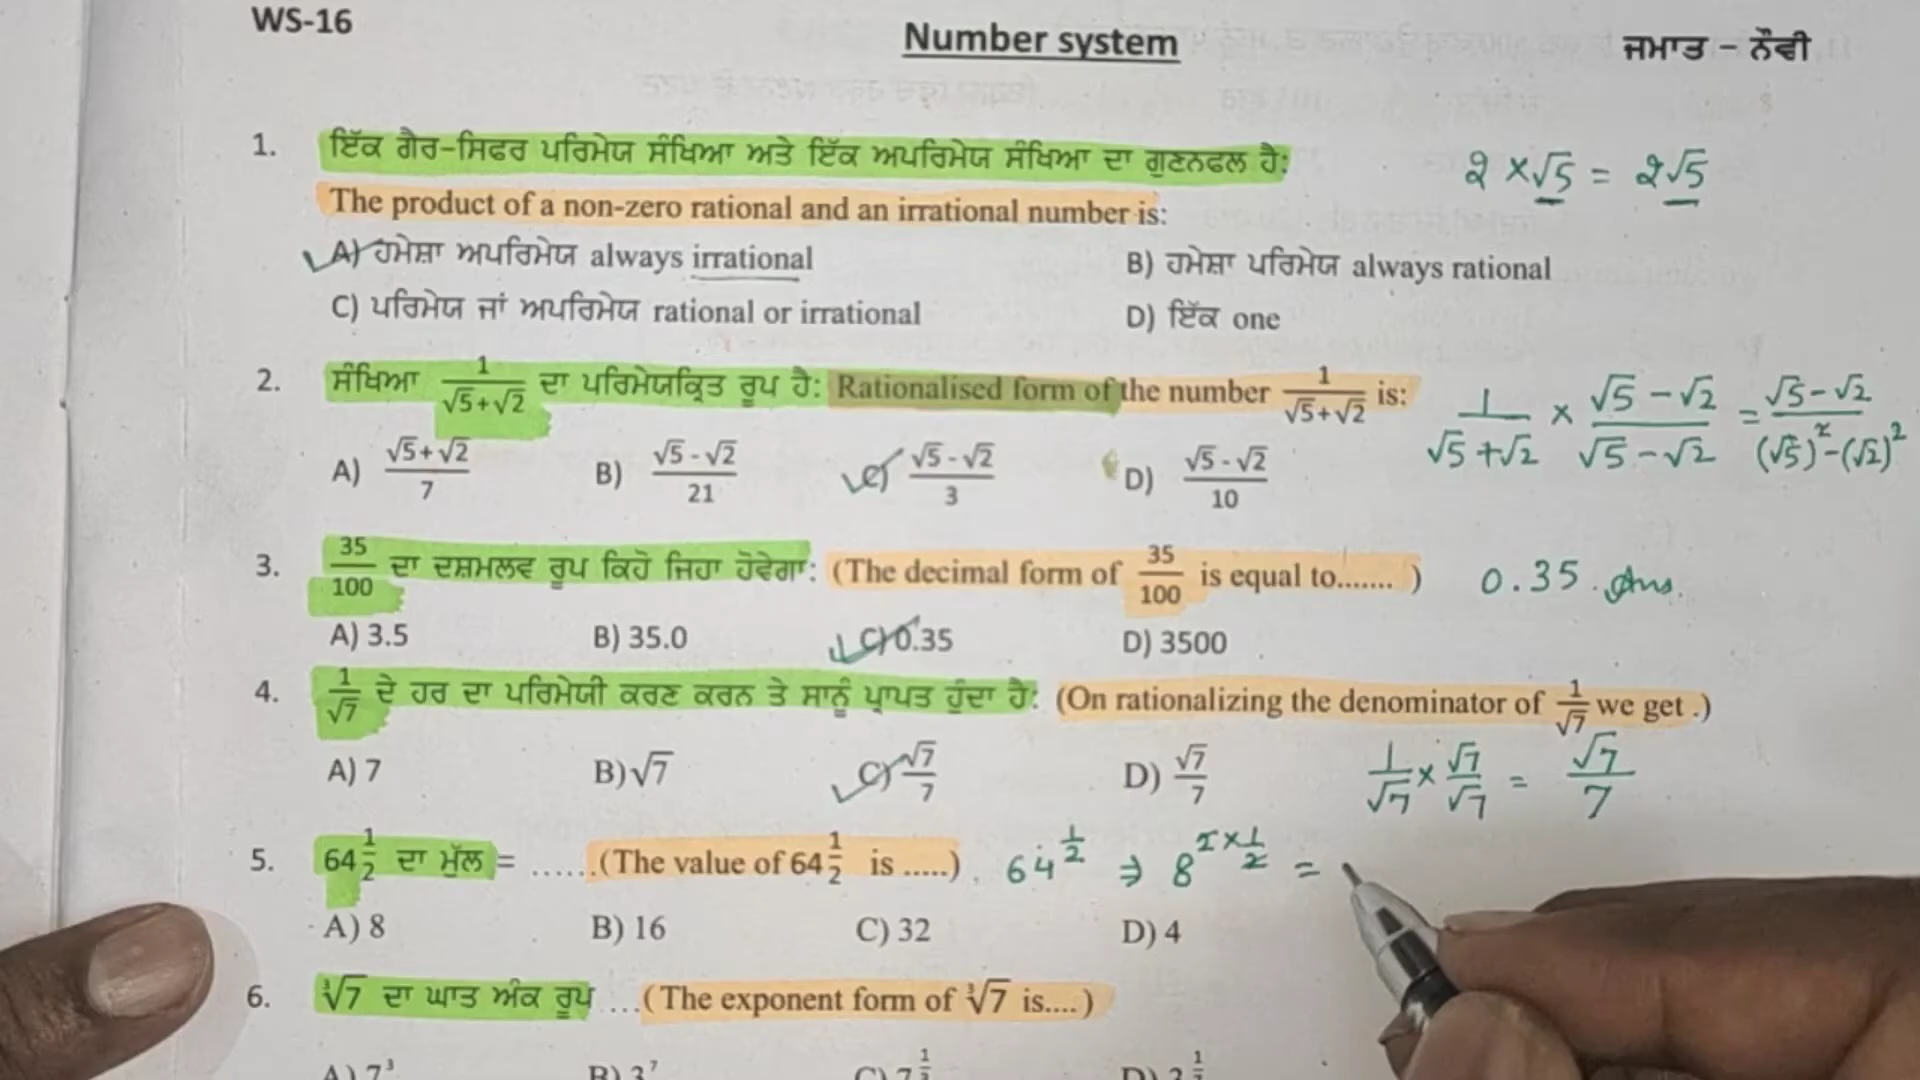 WS-16
Number system
ਜਮਾਤ – ਨੌਵੀ
1. ਇੱਕ ਗੈਰ-ਸਿਫਰ ਪਰਿਮੇਯ ਸੰਖਿਆ ਅਤੇ ਇੱਕ ਅਪਰਿਮੇਯ ਸੰਖਿਆ ਦਾ ਗੁਣਨਫਲ ਹੈ:
2 × √5 = 2√5
The product of a non-zero rational and an irrational number is:
A) ਹਮੇਸ਼ਾ ਅਪਰਿਮੇਯ always irrational B) ਹਮੇਸ਼ਾ ਪਰਿਮੇਯ always rational
C) ਪਰਿਮੇਯ ਜਾਂ ਅਪਰਿਮੇਯ rational or irrational D) ਇੱਕ one
2. ਸੰਖਿਆ 1/(√5+√2) ਦਾ ਪਰਿਮੇਯਕ੍ਰਿਤ ਰੂਪ ਹੈ: Rationalised form of the number 1/(√5+√2) is:
1/(√5+√2) × (√5-√2)/(√5-√2) = (√5-√2)/((√5)²-(√2)²)
A) (√5+√2)/7 B) (√5-√2)/21 C) (√5-√2)/3 D) (√5-√2)/10
3. 35/100 ਦਾ ਦਸ਼ਮਲਵ ਰੂਪ ਕਿਹੋ ਜਿਹਾ ਹੋਵੇਗਾ: (The decimal form of 35/100 is equal to....... )
0.35. Ans.
A) 3.5 B) 35.0 C) 0.35 D) 3500
4. 1/√7 ਦੇ ਹਰ ਦਾ ਪਰਿਮੇਯੀ ਕਰਣ ਕਰਨ ਤੇ ਸਾਨੂੰ ਪ੍ਰਾਪਤ ਹੁੰਦਾ ਹੈ: (On rationalizing the denominator of 1/√7 we get .)
A) 7 B) √7 C) √7/7 D) √7/7
1/√7 × √7/√7 = √7/7
5. 64^(1/2) ਦਾ ਮੁੱਲ = ......(The value of 64^(1/2) is .....)
64^(1/2) ⇒ 8^(2×1/2) =
A) 8 B) 16 C) 32 D) 4
6. ∛7 ਦਾ ਘਾਤ ਅੰਕ ਰੂਪ ....(The exponent form of ∛7 is....)
A) 7³ B) 3⁷